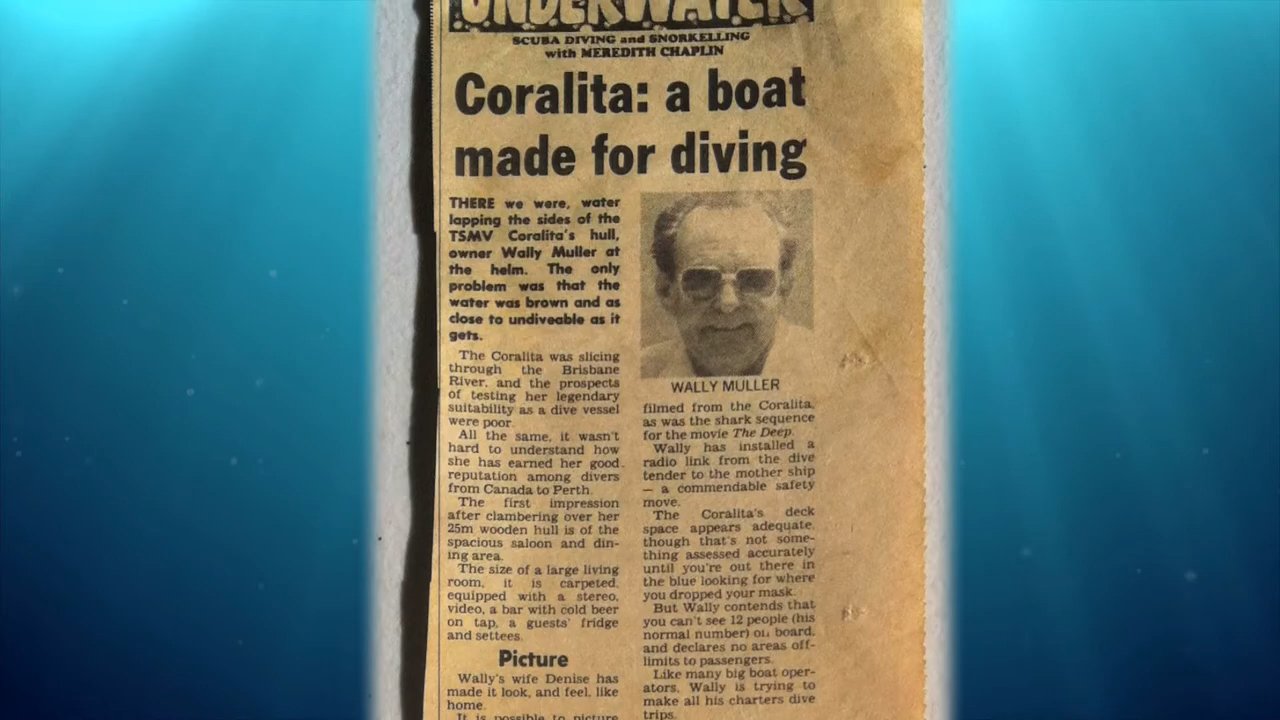 UNDERWATER
SCUBA DIVING and SNORKELLING
with MEREDITH CHAPLIN
Coralita: a boat
made for diving
THERE we were, water
lapping the sides of the
TSMV Coralita's hull,
owner Wally Muller at
the helm. The only
problem was that the
water was brown and as
close to undiveable as it
gets.
The Coralita was slicing
through the Brisbane
River, and the prospects
of testing her legendary
suitability as a dive vessel
were poor.
All the same, it wasn't
hard to understand how
she has earned her good
reputation among divers
from Canada to Perth.
The first impression
after clambering over her
25m wooden hull is of the
spacious saloon and din-
ing area.
The size of a large living
room, it is carpeted,
equipped with a stereo,
video, a bar with cold beer
on tap, a guests' fridge
and settees.
Picture
Wally's wife Denise has
made it look, and feel, like
home.
It is possible to picture
WALLY MULLER
filmed from the Coralita,
as was the shark sequence
for the movie The Deep.
Wally has installed a
radio link from the dive
tender to the mother ship
— a commendable safety
move.
The Coralita's deck
space appears adequate,
though that's not some-
thing assessed accurately
until you're out there in
the blue looking for where
you dropped your mask.
But Wally contends that
you can't see 12 people (his
normal number) on board,
and declares no areas off-
limits to passengers.
Like many big boat oper-
ators, Wally is trying to
make all his charters dive
trips.